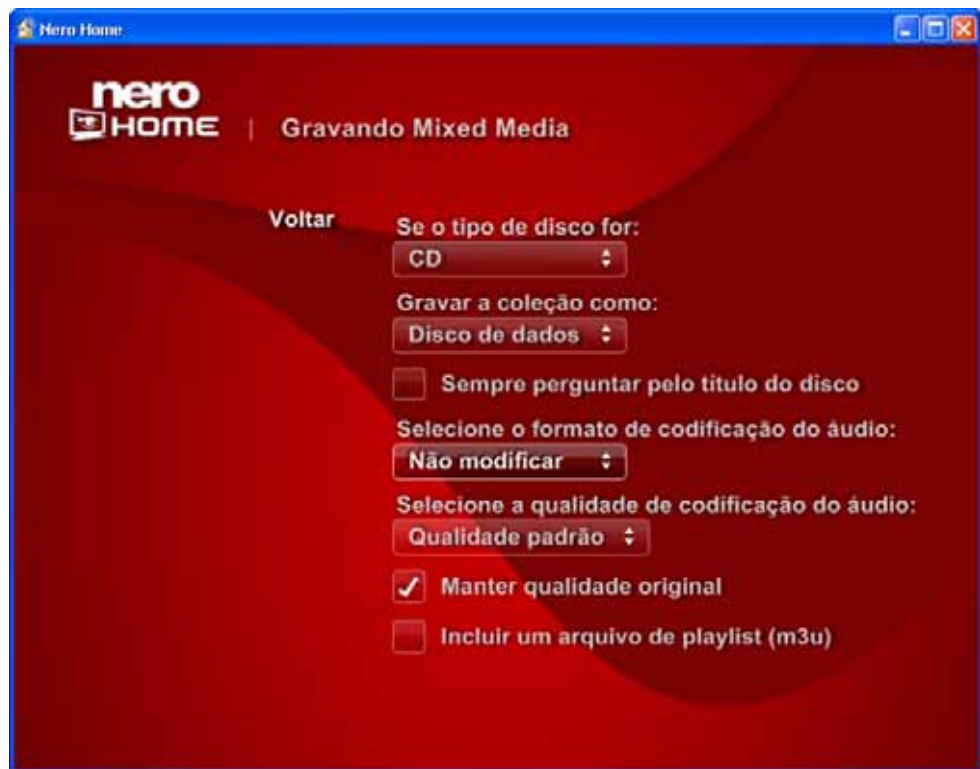 Nero Home
nero
HOME | Gravando Mixed Media
Voltar
Se o tipo de disco for:
CD
Gravar a coleção como:
Disco de dados
Sempre perguntar pelo título do disco
Selecione o formato de codificação do áudio:
Não modificar
Selecione a qualidade de codificação do áudio:
Qualidade padrão
Manter qualidade original
Incluir um arquivo de playlist (m3u)